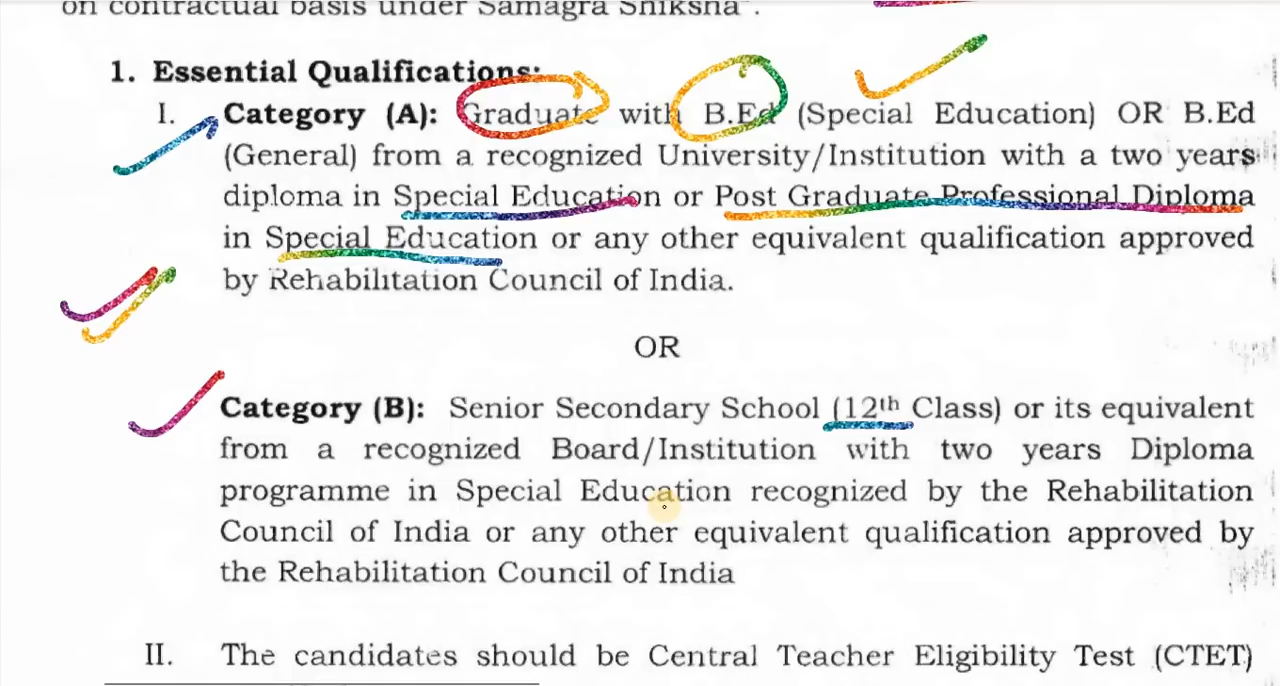 on contractual basis under Samagra Shiksha".
1. Essential Qualifications:
I. Category (A): Graduate with B.Ed (Special Education) OR B.Ed
(General) from a recognized University/Institution with a two years
diploma in Special Education or Post Graduate Professional Diploma
in Special Education or any other equivalent qualification approved
by Rehabilitation Council of India.
OR
Category (B): Senior Secondary School (12th Class) or its equivalent
from a recognized Board/Institution with two years Diploma
programme in Special Education recognized by the Rehabilitation
Council of India or any other equivalent qualification approved by
the Rehabilitation Council of India
II. The candidates should be Central Teacher Eligibility Test (CTET)